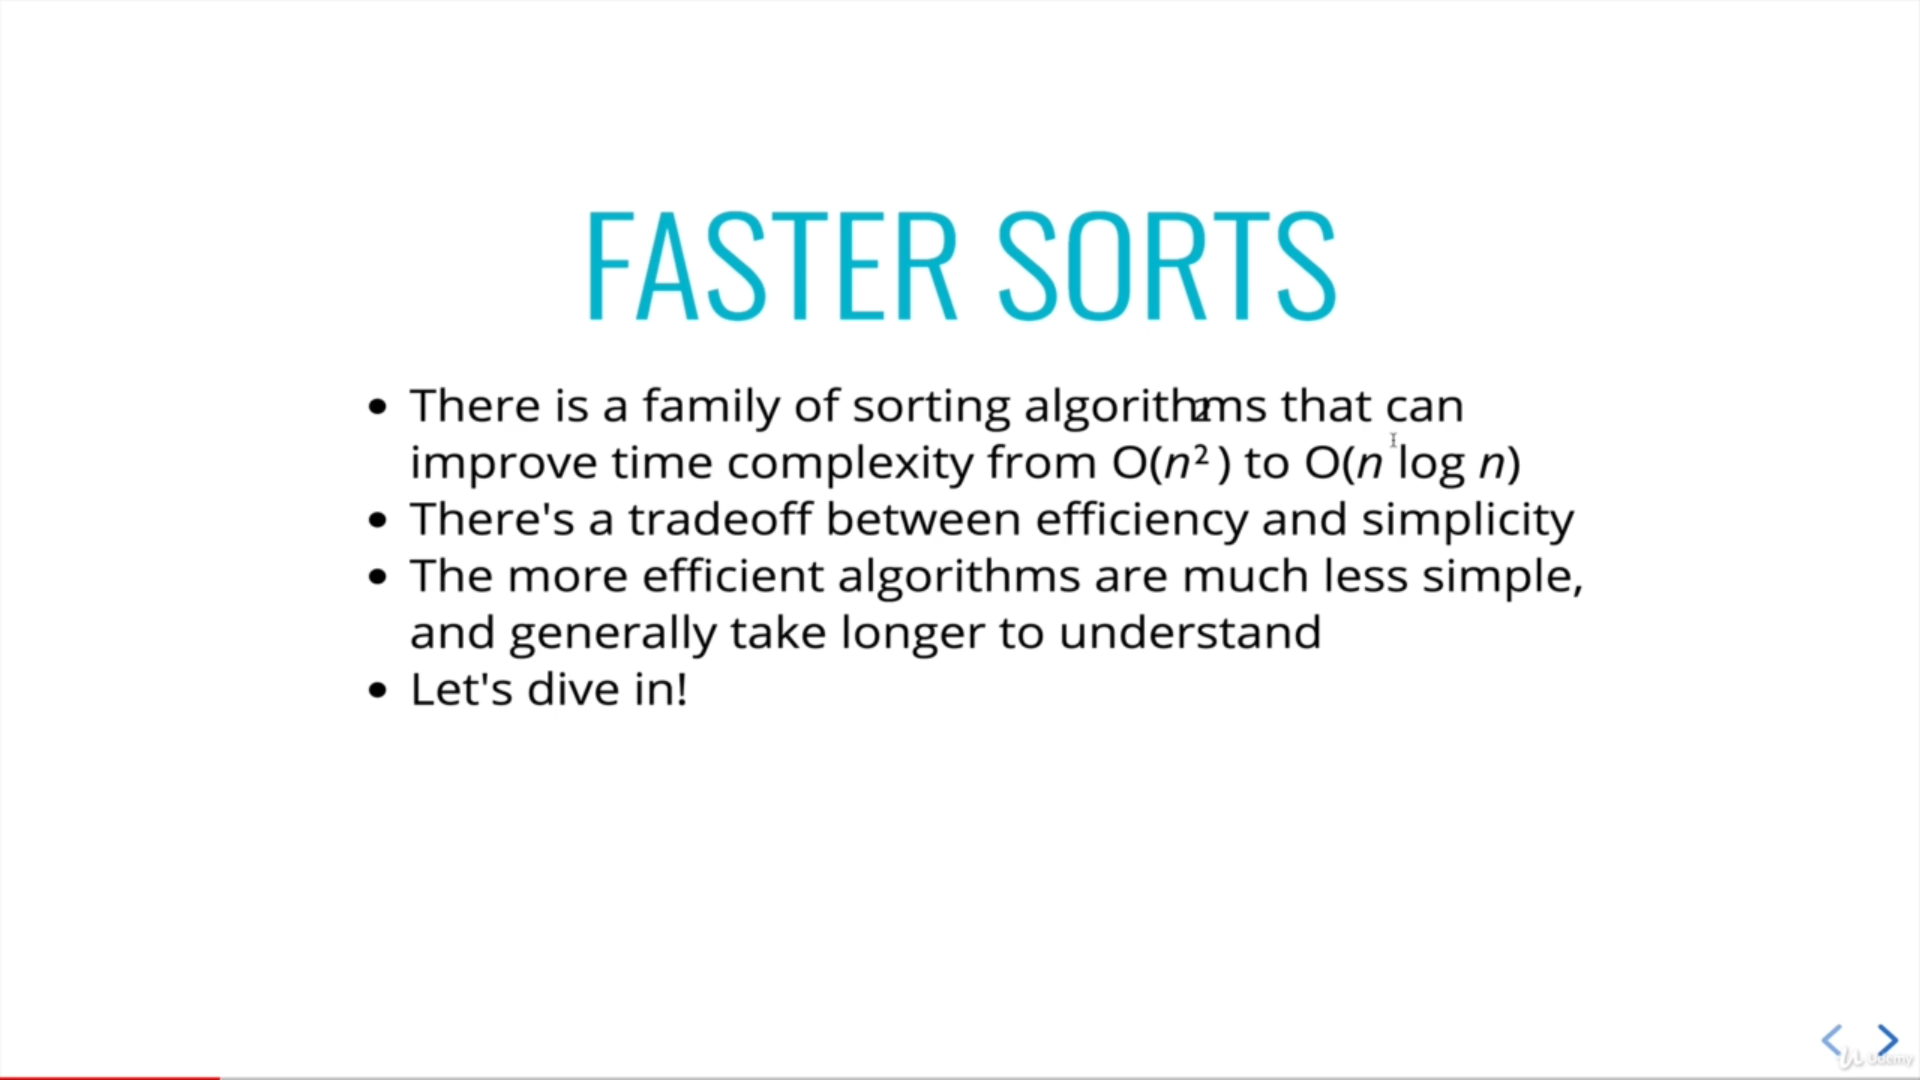 FASTER SORTS
There is a family of sorting algorithms that can
improve time complexity from O(n²) to O(n log n)
There's a tradeoff between efficiency and simplicity
The more efficient algorithms are much less simple,
and generally take longer to understand
Let's dive in!
Udemy